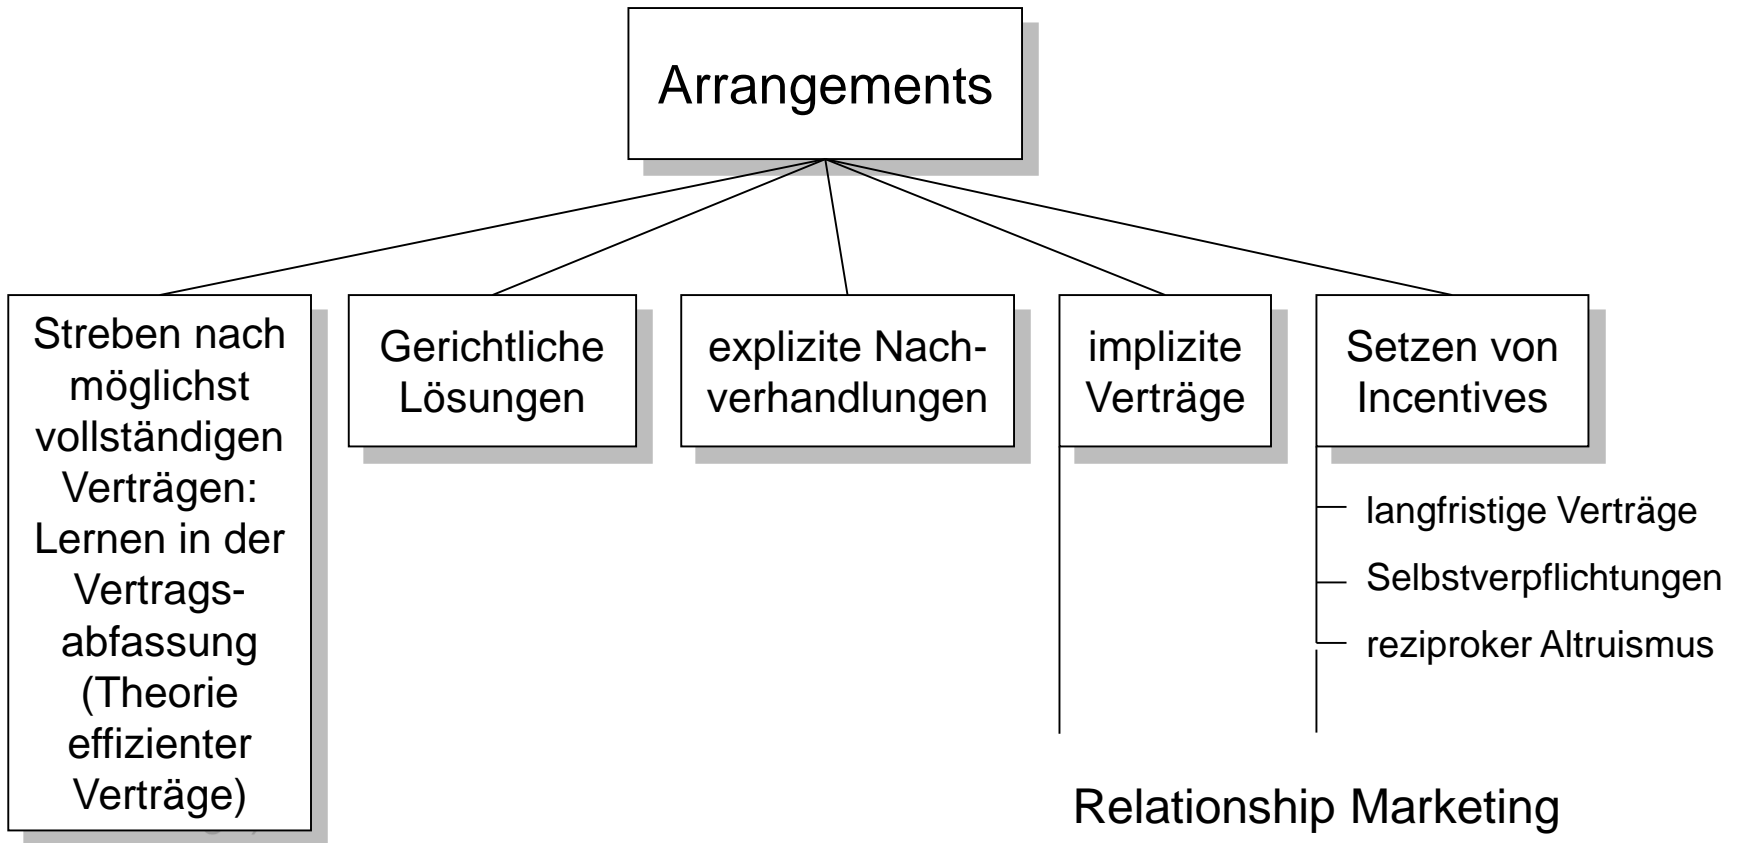 Arrangements
Streben nach
möglichst
vollständigen
Verträgen:
Lernen in der
Vertrags-
abfassung
(Theorie
effizienter
Verträge)
Gerichtliche
Lösungen
explizite Nach-
verhandlungen
implizite
Verträge
Setzen von
Incentives
langfristige Verträge
Selbstverpflichtungen
reziproker Altruismus
Relationship Marketing